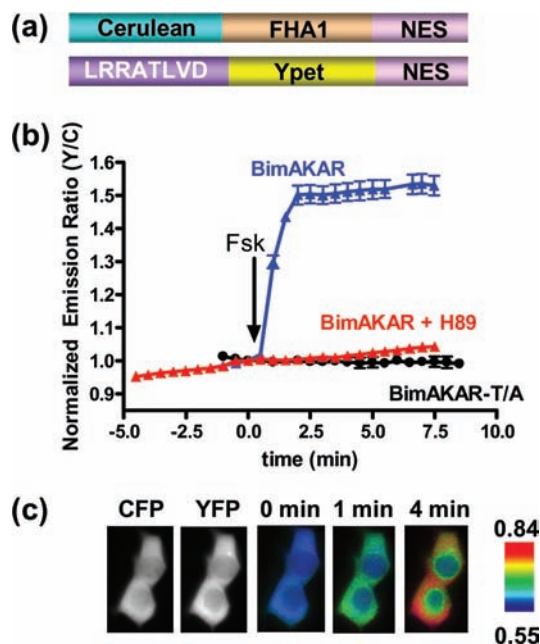 (a)
Cerulean FHA1 NES
LRRATLVD Ypet NES
(b)
Normalized Emission Ratio (Y/C)
1.6
1.5
1.4
1.3
1.2
1.1
1.0
0.9
BimAKAR
Fsk
BimAKAR + H89
BimAKAR-T/A
-5.0 -2.5 0.0 2.5 5.0 7.5 10.0
time (min)
(c)
CFP YFP 0 min 1 min 4 min
0.84
0.55